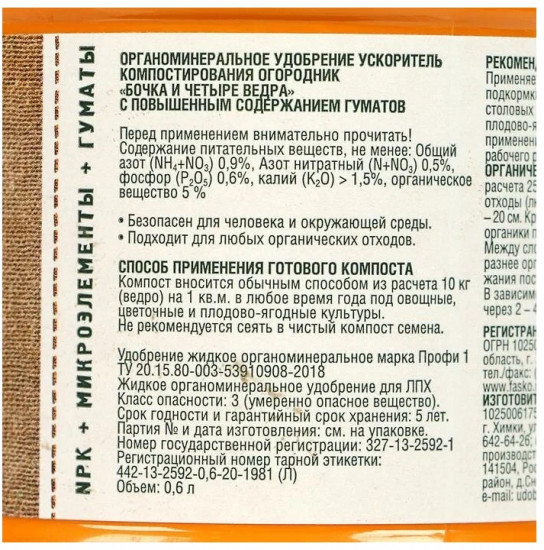 NPK + МИКРОЭЛЕМЕНТЫ + ГУМАТЫ
ОРГАНОМИНЕРАЛЬНОЕ УДОБРЕНИЕ УСКОРИТЕЛЬ
КОМПОСТИРОВАНИЯ ОГОРОДНИК
«БОЧКА И ЧЕТЫРЕ ВЕДРА»
С ПОВЫШЕННЫМ СОДЕРЖАНИЕМ ГУМАТОВ
Перед применением внимательно прочитать!
Содержание питательных веществ, не менее: Общий
азот (NH₄+NO₃) 0,9%, Азот нитратный (N+NO₃) 0,5%,
фосфор (P₂O₅) 0,6%, калий (K₂O) > 1,5%, органическое
вещество 5 %
• Безопасен для человека и окружающей среды.
• Подходит для любых органических отходов.
СПОСОБ ПРИМЕНЕНИЯ ГОТОВОГО КОМПОСТА
Компост вносится обычным способом из расчета 10 кг
(ведро) на 1 кв.м. в любое время года под овощные,
цветочные и плодово-ягодные культуры.
Не рекомендуется сеять в чистый компост семена.
Удобрение жидкое органоминеральное марка Профи 1
ТУ 20.15.80-003-53910908-2018
Жидкое органоминеральное удобрение для ЛПХ
Класс опасности: 3 (умеренно опасное вещество).
Срок годности и гарантийный срок хранения: 5 лет.
Партия № и дата изготовления: см. на упаковке.
Номер государственной регистрации: 327-13-2592-1
Регистрационный номер тарной этикетки:
442-13-2592-0,6-20-1981 (Л)
Объем: 0,6 л
РЕКОМЕН
Применяе
подкормк
столовых
плодово-я
применен
рабочего р
ОРГАНИЧЕ
расчета 25
отходы (л
– 20 см. Кр
органики п
Между сло
разнее орг
жания пос
В зависим
через 2 – 4
РЕГИСТРАН
ОГРН 1025
область, г.
тел./факс: (
www.fasko.
ИЗГОТОВИТ
1025006175
г. Химки, ул
642-64-26;
производст
141504, Рос
район, д.Сн
e-mail: udob